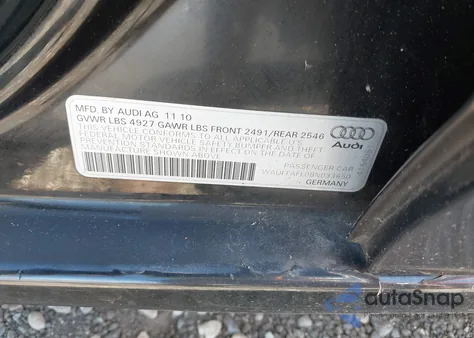 MFD. BY AUDI AG 11 10
GVWR LBS 4927 GAWR LBS FRONT 2491/REAR 2546
THIS VEHICLE CONFORMS TO ALL APPLICABLE U.S.
FEDERAL MOTOR VEHICLE SAFETY BUMPER AND THEFT
PREVENTION STANDARDS IN EFFECT ON THE DATE OF
MANUFACTURE SHOWN ABOVE.
Audi
PASSENGER CAR
GERMANY
autoSnap